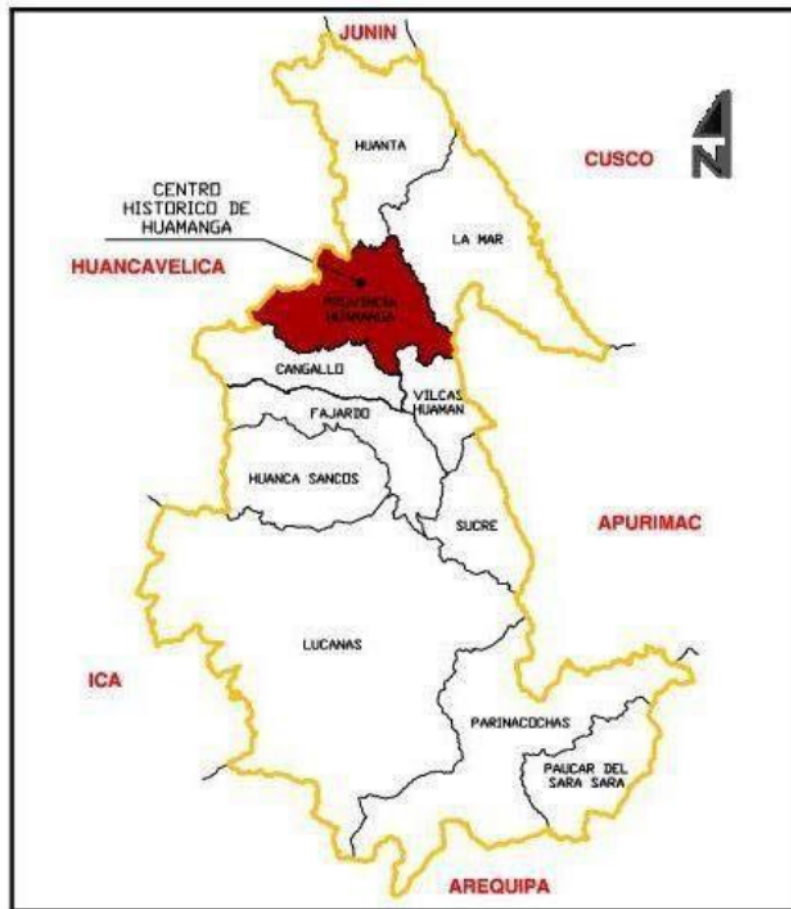 JUNIN
HUANTA
CUSCO
N
CENTRO
HISTORICO DE
HUAMANGA
LA MAR
HUANCAVELICA
PROVINCIA
HUAMANGA
CANGALLO
VILCAS
HUAMAN
FAJARDO
HUANCA SANCOS
SUCRE
APURIMAC
LUCANAS
ICA
PARINACOCHAS
PAUCAR DEL
SARA SARA
AREQUIPA